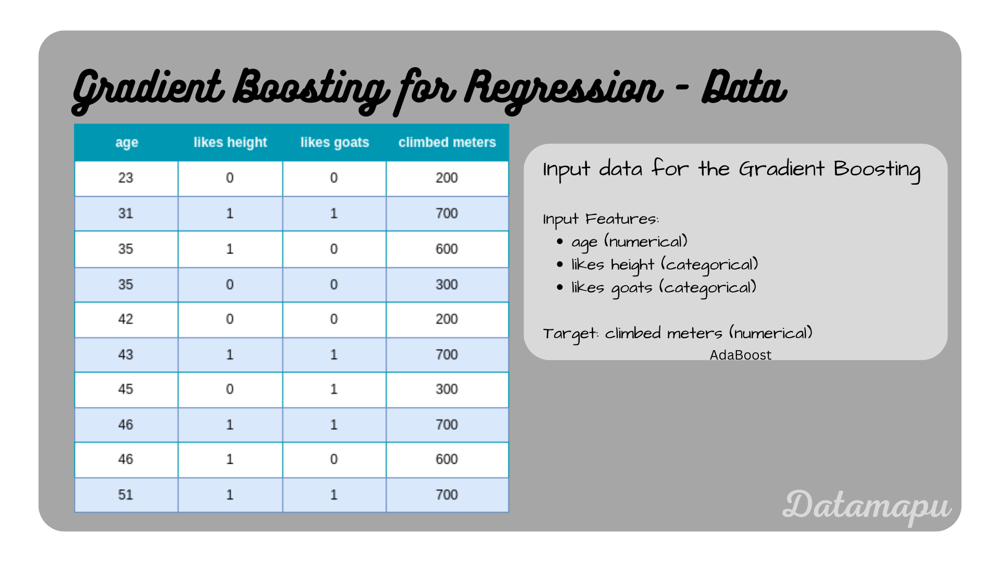 Gradient Boosting for Regression - Data
age likes height likes goats climbed meters
23 0 0 200
31 1 1 700
35 1 0 600
35 0 0 300
42 0 0 200
43 1 1 700
45 0 1 300
46 1 1 700
46 1 0 600
51 1 1 700
Input data for the Gradient Boosting
Input Features:
• age (numerical)
• likes height (categorical)
• likes goats (categorical)
Target: climbed meters (numerical)
AdaBoost
Datamapu